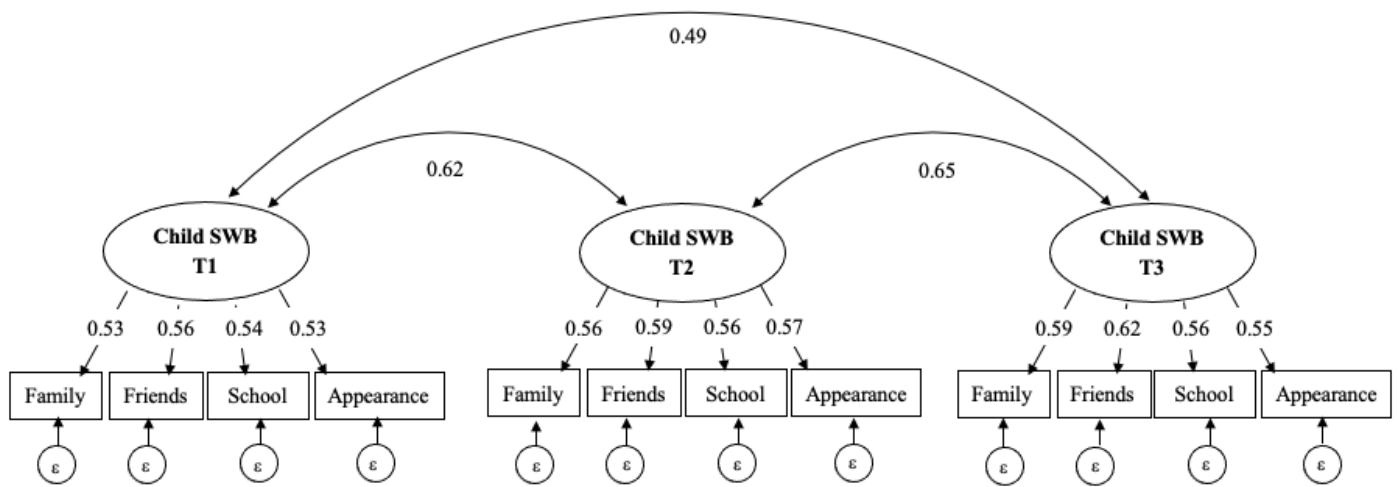 0.49
0.62
0.65
Child SWB
T1
Child SWB
T2
Child SWB
T3
0.53 0.56 0.54 0.53
0.56 0.59 0.56 0.57
0.59 0.62 0.56 0.55
Family Friends School Appearance
Family Friends School Appearance
Family Friends School Appearance
ε ε ε ε
ε ε ε ε
ε ε ε ε